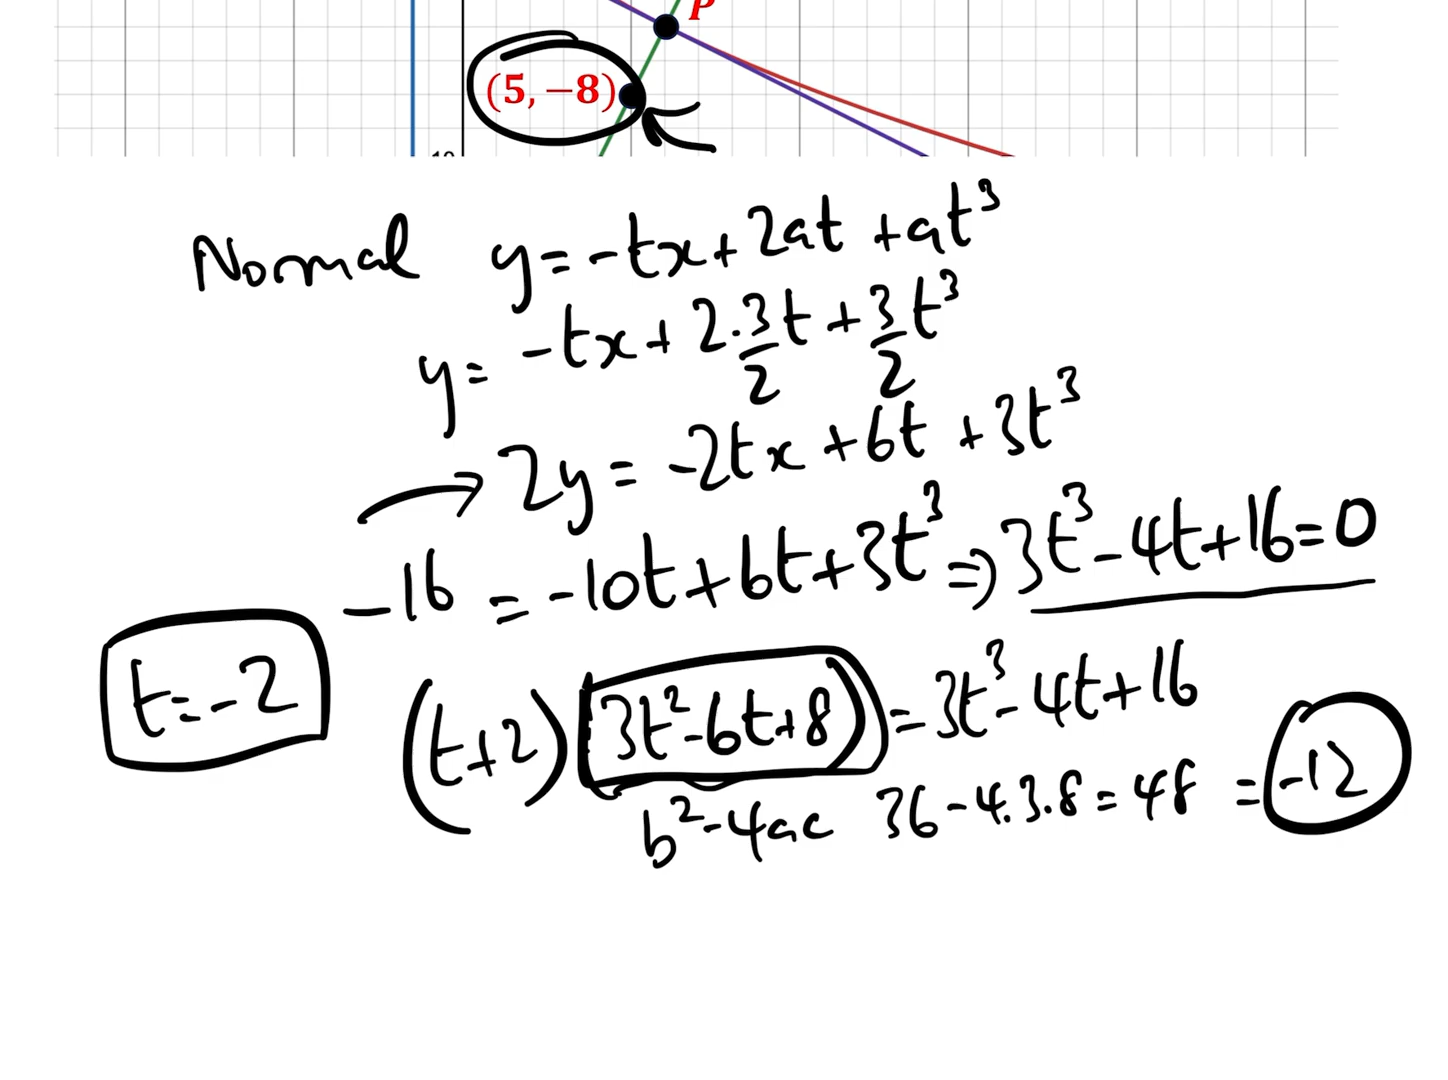 P
(5, −8)
Normal y = -tx + 2at + at³
y = -tx + 2·3/2 t + 3/2 t³
→ 2y = -2tx + 6t + 3t³
-16 = -10t + 6t + 3t³ ⇒ 3t³ - 4t + 16 = 0
t = -2
(t+2)(3t² - 6t + 8) = 3t³ - 4t + 16
b² - 4ac 36 - 4.3.8 = 48 = -12